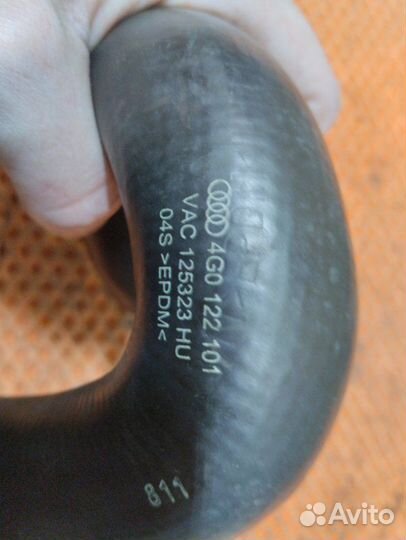 4G0 122 101
VAC 125323 HU
04S >EPDM<
811
Avito